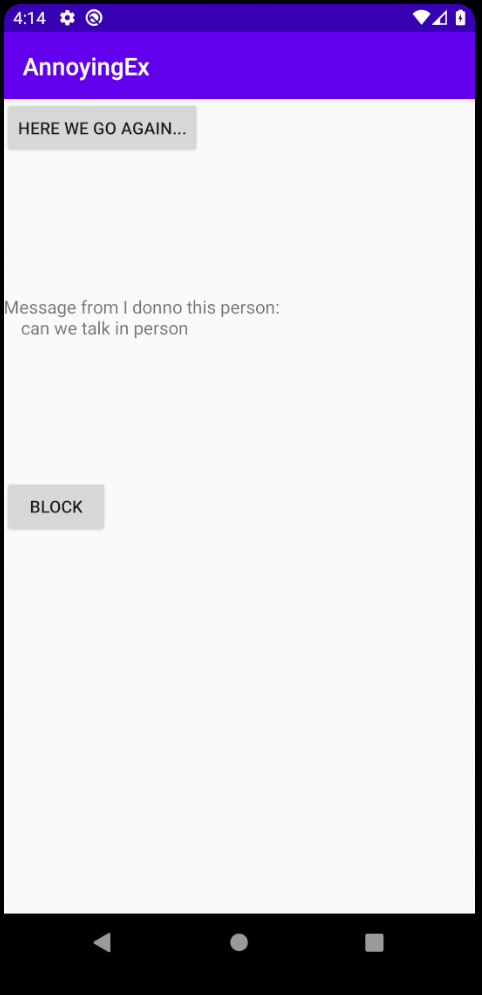 4:14
AnnoyingEx
HERE WE GO AGAIN...
Message from I donno this person:
can we talk in person
BLOCK